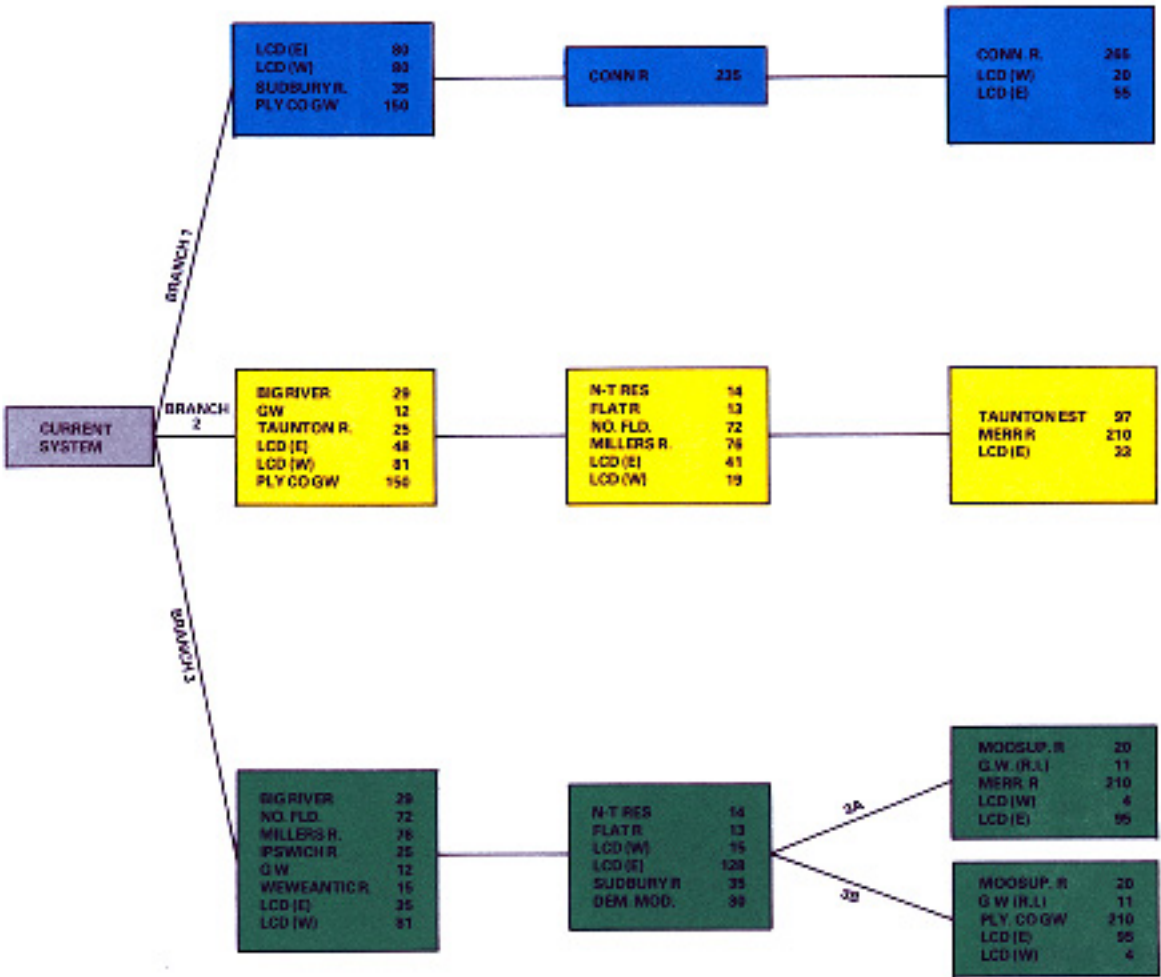 LCD (E) 80
LCD (W) 80
SUDBURY R. 35
PLY CO GW 150
CONN R 235
CONN. R. 265
LCD (W) 20
LCD (E) 55
BRANCH 1
CURRENT
SYSTEM
BRANCH
2
BIG RIVER 29
GW 12
TAUNTON R. 25
LCD (E) 48
LCD (W) 81
PLY CO GW 150
N-T RES 14
FLAT R 13
NO. FLD. 72
MILLERS R. 76
LCD (E) 41
LCD (W) 19
TAUNTON EST 97
MERR R 210
LCD (E) 33
BRANCH 3
BIG RIVER 29
NO. FLD. 72
MILLERS R. 76
IPSWICH R 25
G W 12
WEWEANTIC R. 15
LCD (E) 35
LCD (W) 81
N-T RES 14
FLAT R 13
LCD (W) 15
LCD (E) 128
SUDBURY R 35
DEM. MOD. 30
3A
3B
MOOSUP. R 20
G.W. (R.I.) 11
MERR. R 210
LCD (W) 4
LCD (E) 95
MOOSUP. R 20
G W (R.I.) 11
PLY. CO GW 210
LCD (E) 95
LCD (W) 4